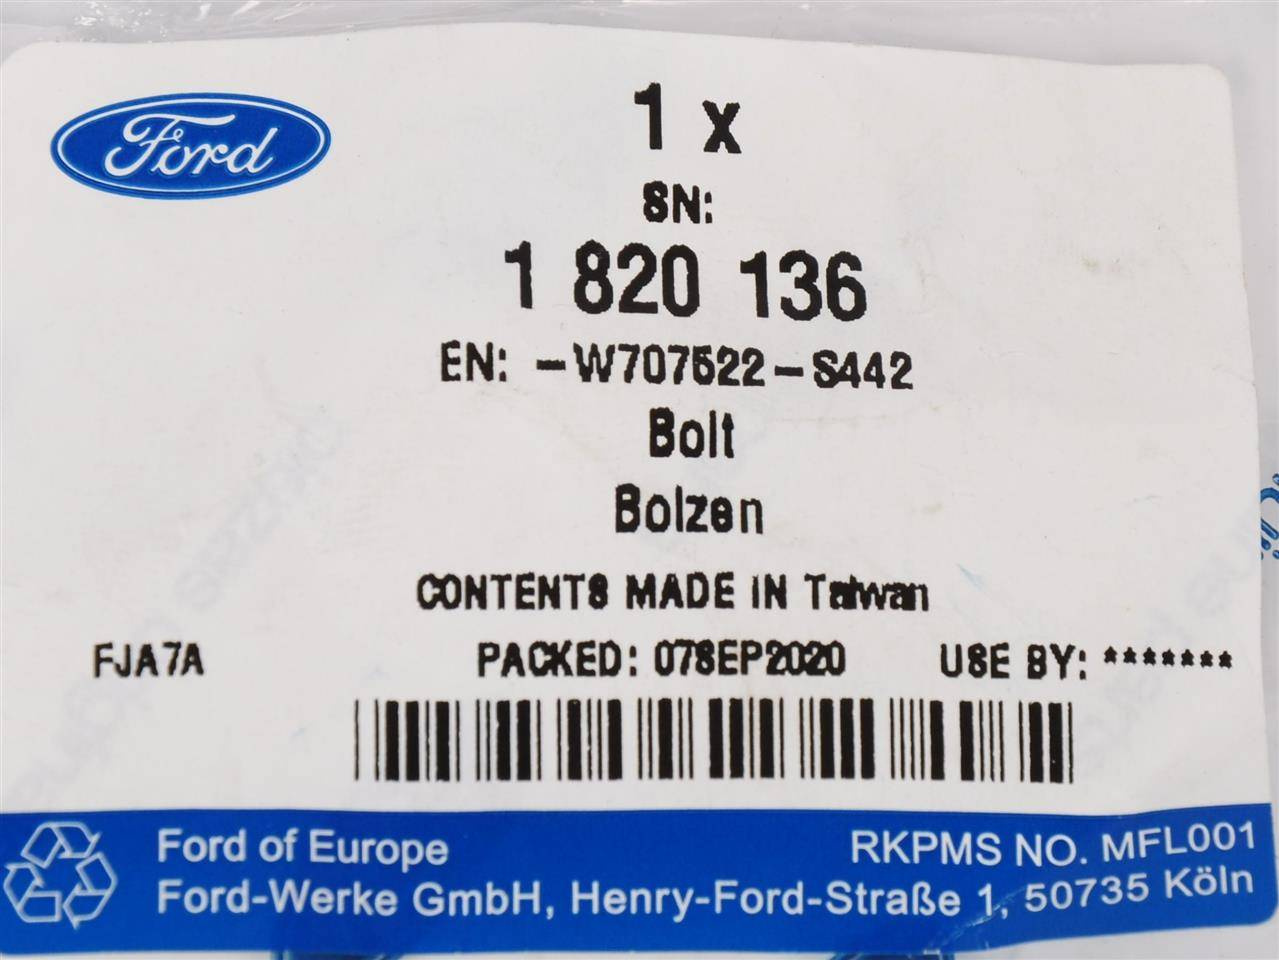 Ford
1 x
SN:
1 820 136
EN: -W707522-S442
Bolt
Bolzen
CONTENTS MADE IN Taiwan
FJA7A PACKED: 07SEP2020 USE BY: *******
Ford of Europe RKPMS NO. MFL001
Ford-Werke GmbH, Henry-Ford-Straße 1, 50735 Köln